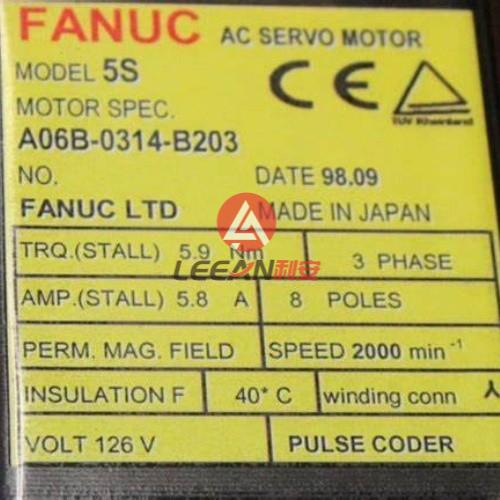 FANUC AC SERVO MOTOR
MODEL 5S
MOTOR SPEC.
A06B-0314-B203
TÜV Rheinland
NO. DATE 98.09
FANUC LTD MADE IN JAPAN
TRQ.(STALL) 5.9 Nm 3 PHASE
LEEAN利安
AMP.(STALL) 5.8 A 8 POLES
PERM. MAG. FIELD SPEED 2000 min⁻¹
INSULATION F 40° C winding conn
VOLT 126 V PULSE CODER